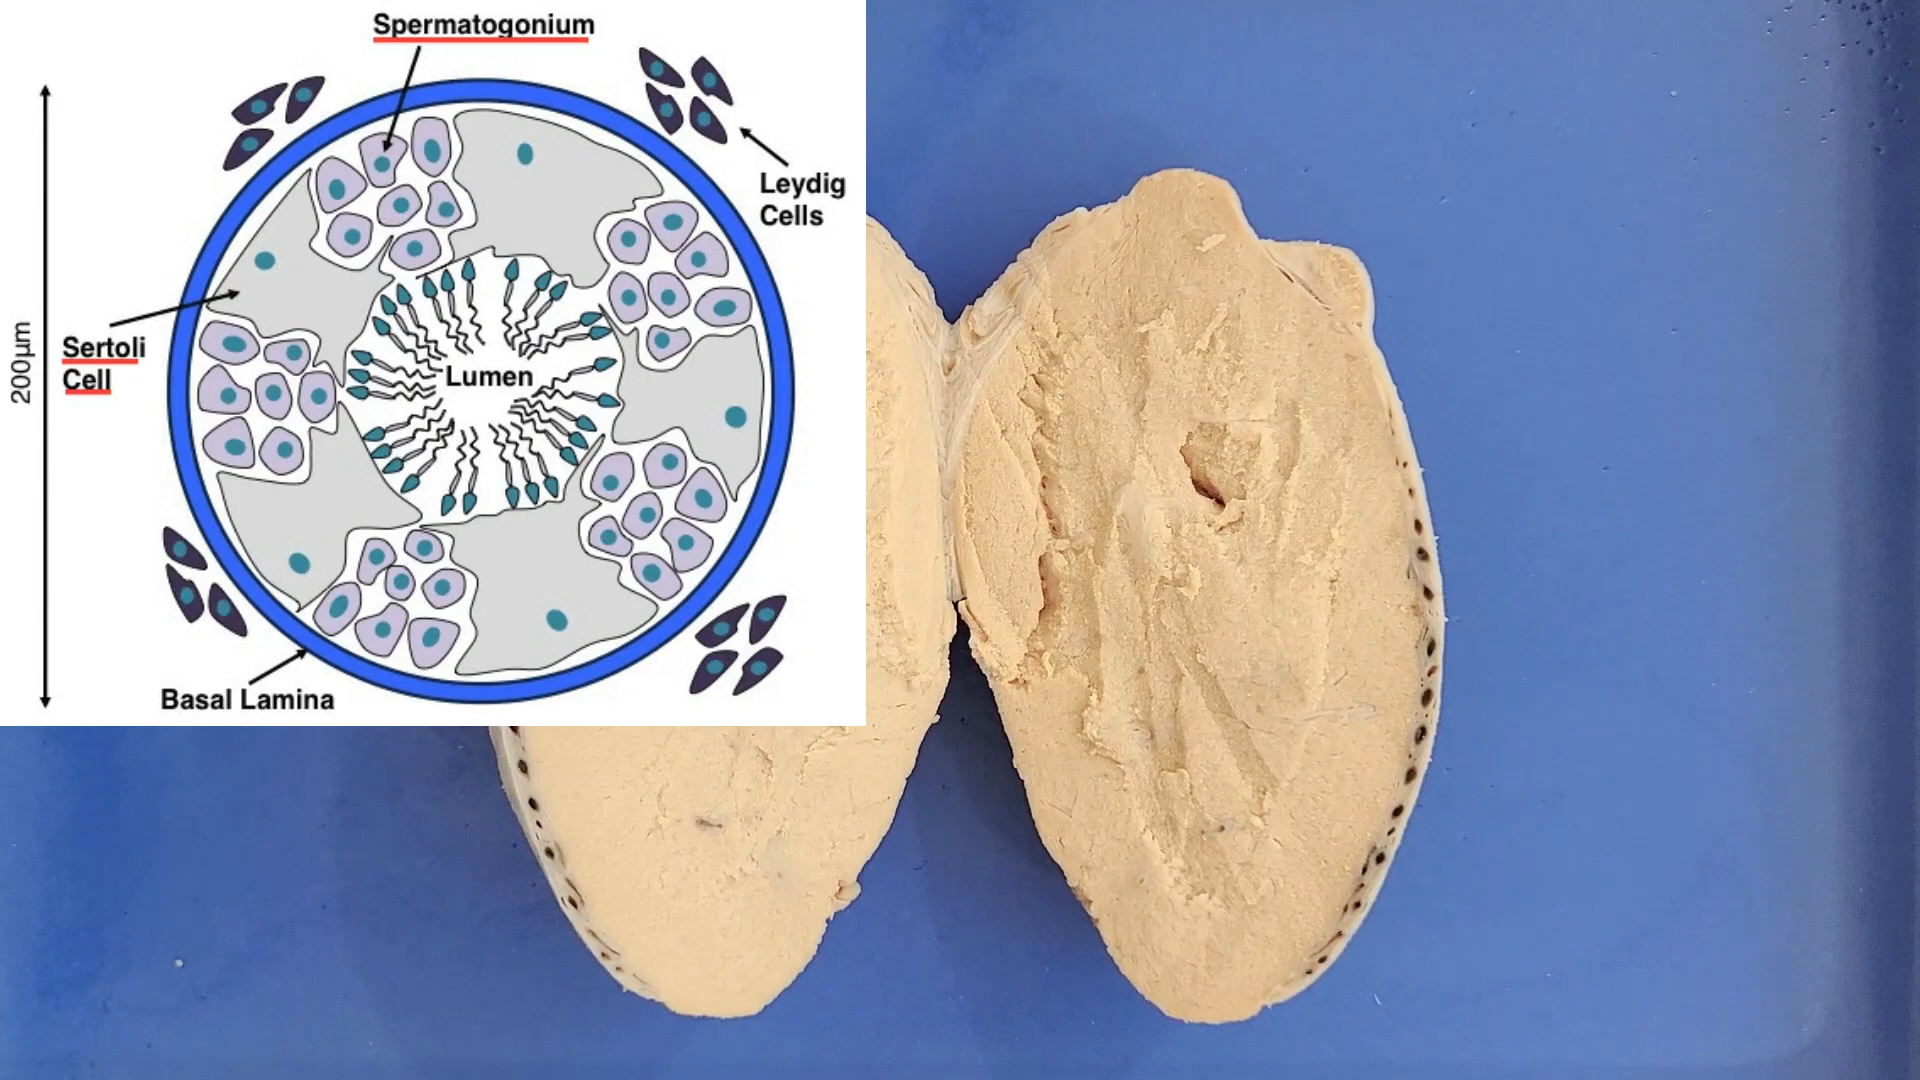 Spermatogonium
Leydig
Cells
200µm
Sertoli
Cell
Lumen
Basal Lamina